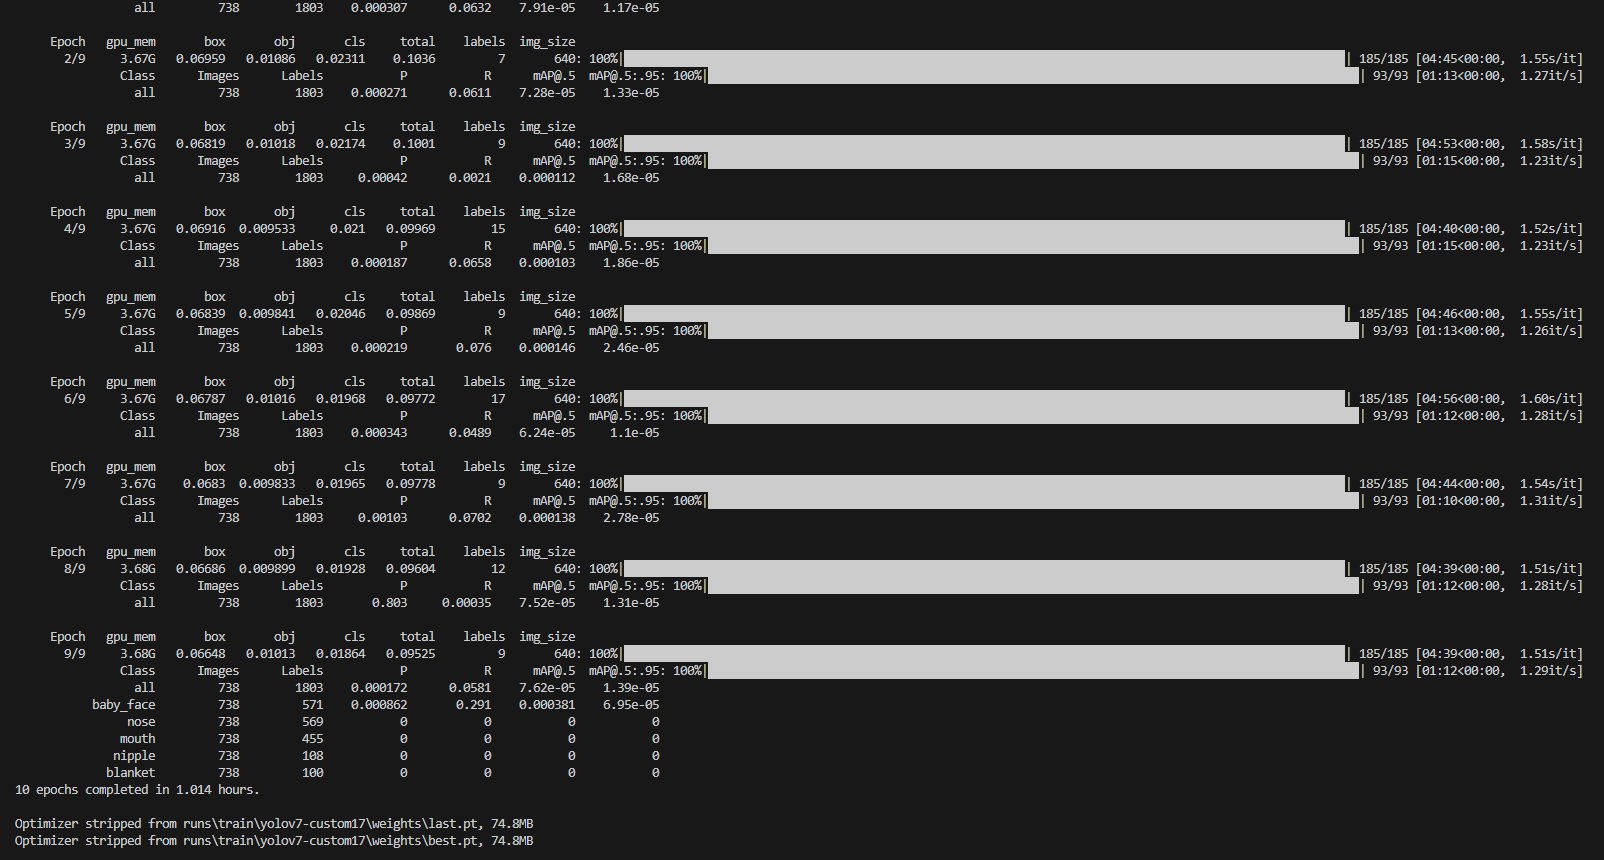 all 738 1803 0.000307 0.0632 7.91e-05 1.17e-05
Epoch gpu_mem box obj cls total labels img_size
2/9 3.67G 0.06959 0.01086 0.02311 0.1036 7 640: 100%| | 185/185 [04:45<00:00, 1.55s/it]
Class Images Labels P R mAP@.5 mAP@.5:.95: 100%| | 93/93 [01:13<00:00, 1.27it/s]
all 738 1803 0.000271 0.0611 7.28e-05 1.33e-05
Epoch gpu_mem box obj cls total labels img_size
3/9 3.67G 0.06819 0.01018 0.02174 0.1001 9 640: 100%| | 185/185 [04:53<00:00, 1.58s/it]
Class Images Labels P R mAP@.5 mAP@.5:.95: 100%| | 93/93 [01:15<00:00, 1.23it/s]
all 738 1803 0.00042 0.0021 0.000112 1.68e-05
Epoch gpu_mem box obj cls total labels img_size
4/9 3.67G 0.06916 0.009533 0.021 0.09969 15 640: 100%| | 185/185 [04:40<00:00, 1.52s/it]
Class Images Labels P R mAP@.5 mAP@.5:.95: 100%| | 93/93 [01:15<00:00, 1.23it/s]
all 738 1803 0.000187 0.0658 0.000103 1.86e-05
Epoch gpu_mem box obj cls total labels img_size
5/9 3.67G 0.06839 0.009841 0.02046 0.09869 9 640: 100%| | 185/185 [04:46<00:00, 1.55s/it]
Class Images Labels P R mAP@.5 mAP@.5:.95: 100%| | 93/93 [01:13<00:00, 1.26it/s]
all 738 1803 0.000219 0.076 0.000146 2.46e-05
Epoch gpu_mem box obj cls total labels img_size
6/9 3.67G 0.06787 0.01016 0.01968 0.09772 17 640: 100%| | 185/185 [04:56<00:00, 1.60s/it]
Class Images Labels P R mAP@.5 mAP@.5:.95: 100%| | 93/93 [01:12<00:00, 1.28it/s]
all 738 1803 0.000343 0.0489 6.24e-05 1.1e-05
Epoch gpu_mem box obj cls total labels img_size
7/9 3.67G 0.0683 0.009833 0.01965 0.09778 9 640: 100%| | 185/185 [04:44<00:00, 1.54s/it]
Class Images Labels P R mAP@.5 mAP@.5:.95: 100%| | 93/93 [01:10<00:00, 1.31it/s]
all 738 1803 0.00103 0.0702 0.000138 2.78e-05
Epoch gpu_mem box obj cls total labels img_size
8/9 3.68G 0.06686 0.009899 0.01928 0.09604 12 640: 100%| | 185/185 [04:39<00:00, 1.51s/it]
Class Images Labels P R mAP@.5 mAP@.5:.95: 100%| | 93/93 [01:12<00:00, 1.28it/s]
all 738 1803 0.803 0.00035 7.52e-05 1.31e-05
Epoch gpu_mem box obj cls total labels img_size
9/9 3.68G 0.06648 0.01013 0.01864 0.09525 9 640: 100%| | 185/185 [04:39<00:00, 1.51s/it]
Class Images Labels P R mAP@.5 mAP@.5:.95: 100%| | 93/93 [01:12<00:00, 1.29it/s]
all 738 1803 0.000172 0.0581 7.62e-05 1.39e-05
baby_face 738 571 0.000862 0.291 0.000381 6.95e-05
nose 738 569 0 0 0 0
mouth 738 455 0 0 0 0
nipple 738 108 0 0 0 0
blanket 738 100 0 0 0 0
10 epochs completed in 1.014 hours.
Optimizer stripped from runs\train\yolov7-custom17\weights\last.pt, 74.8MB
Optimizer stripped from runs\train\yolov7-custom17\weights\best.pt, 74.8MB